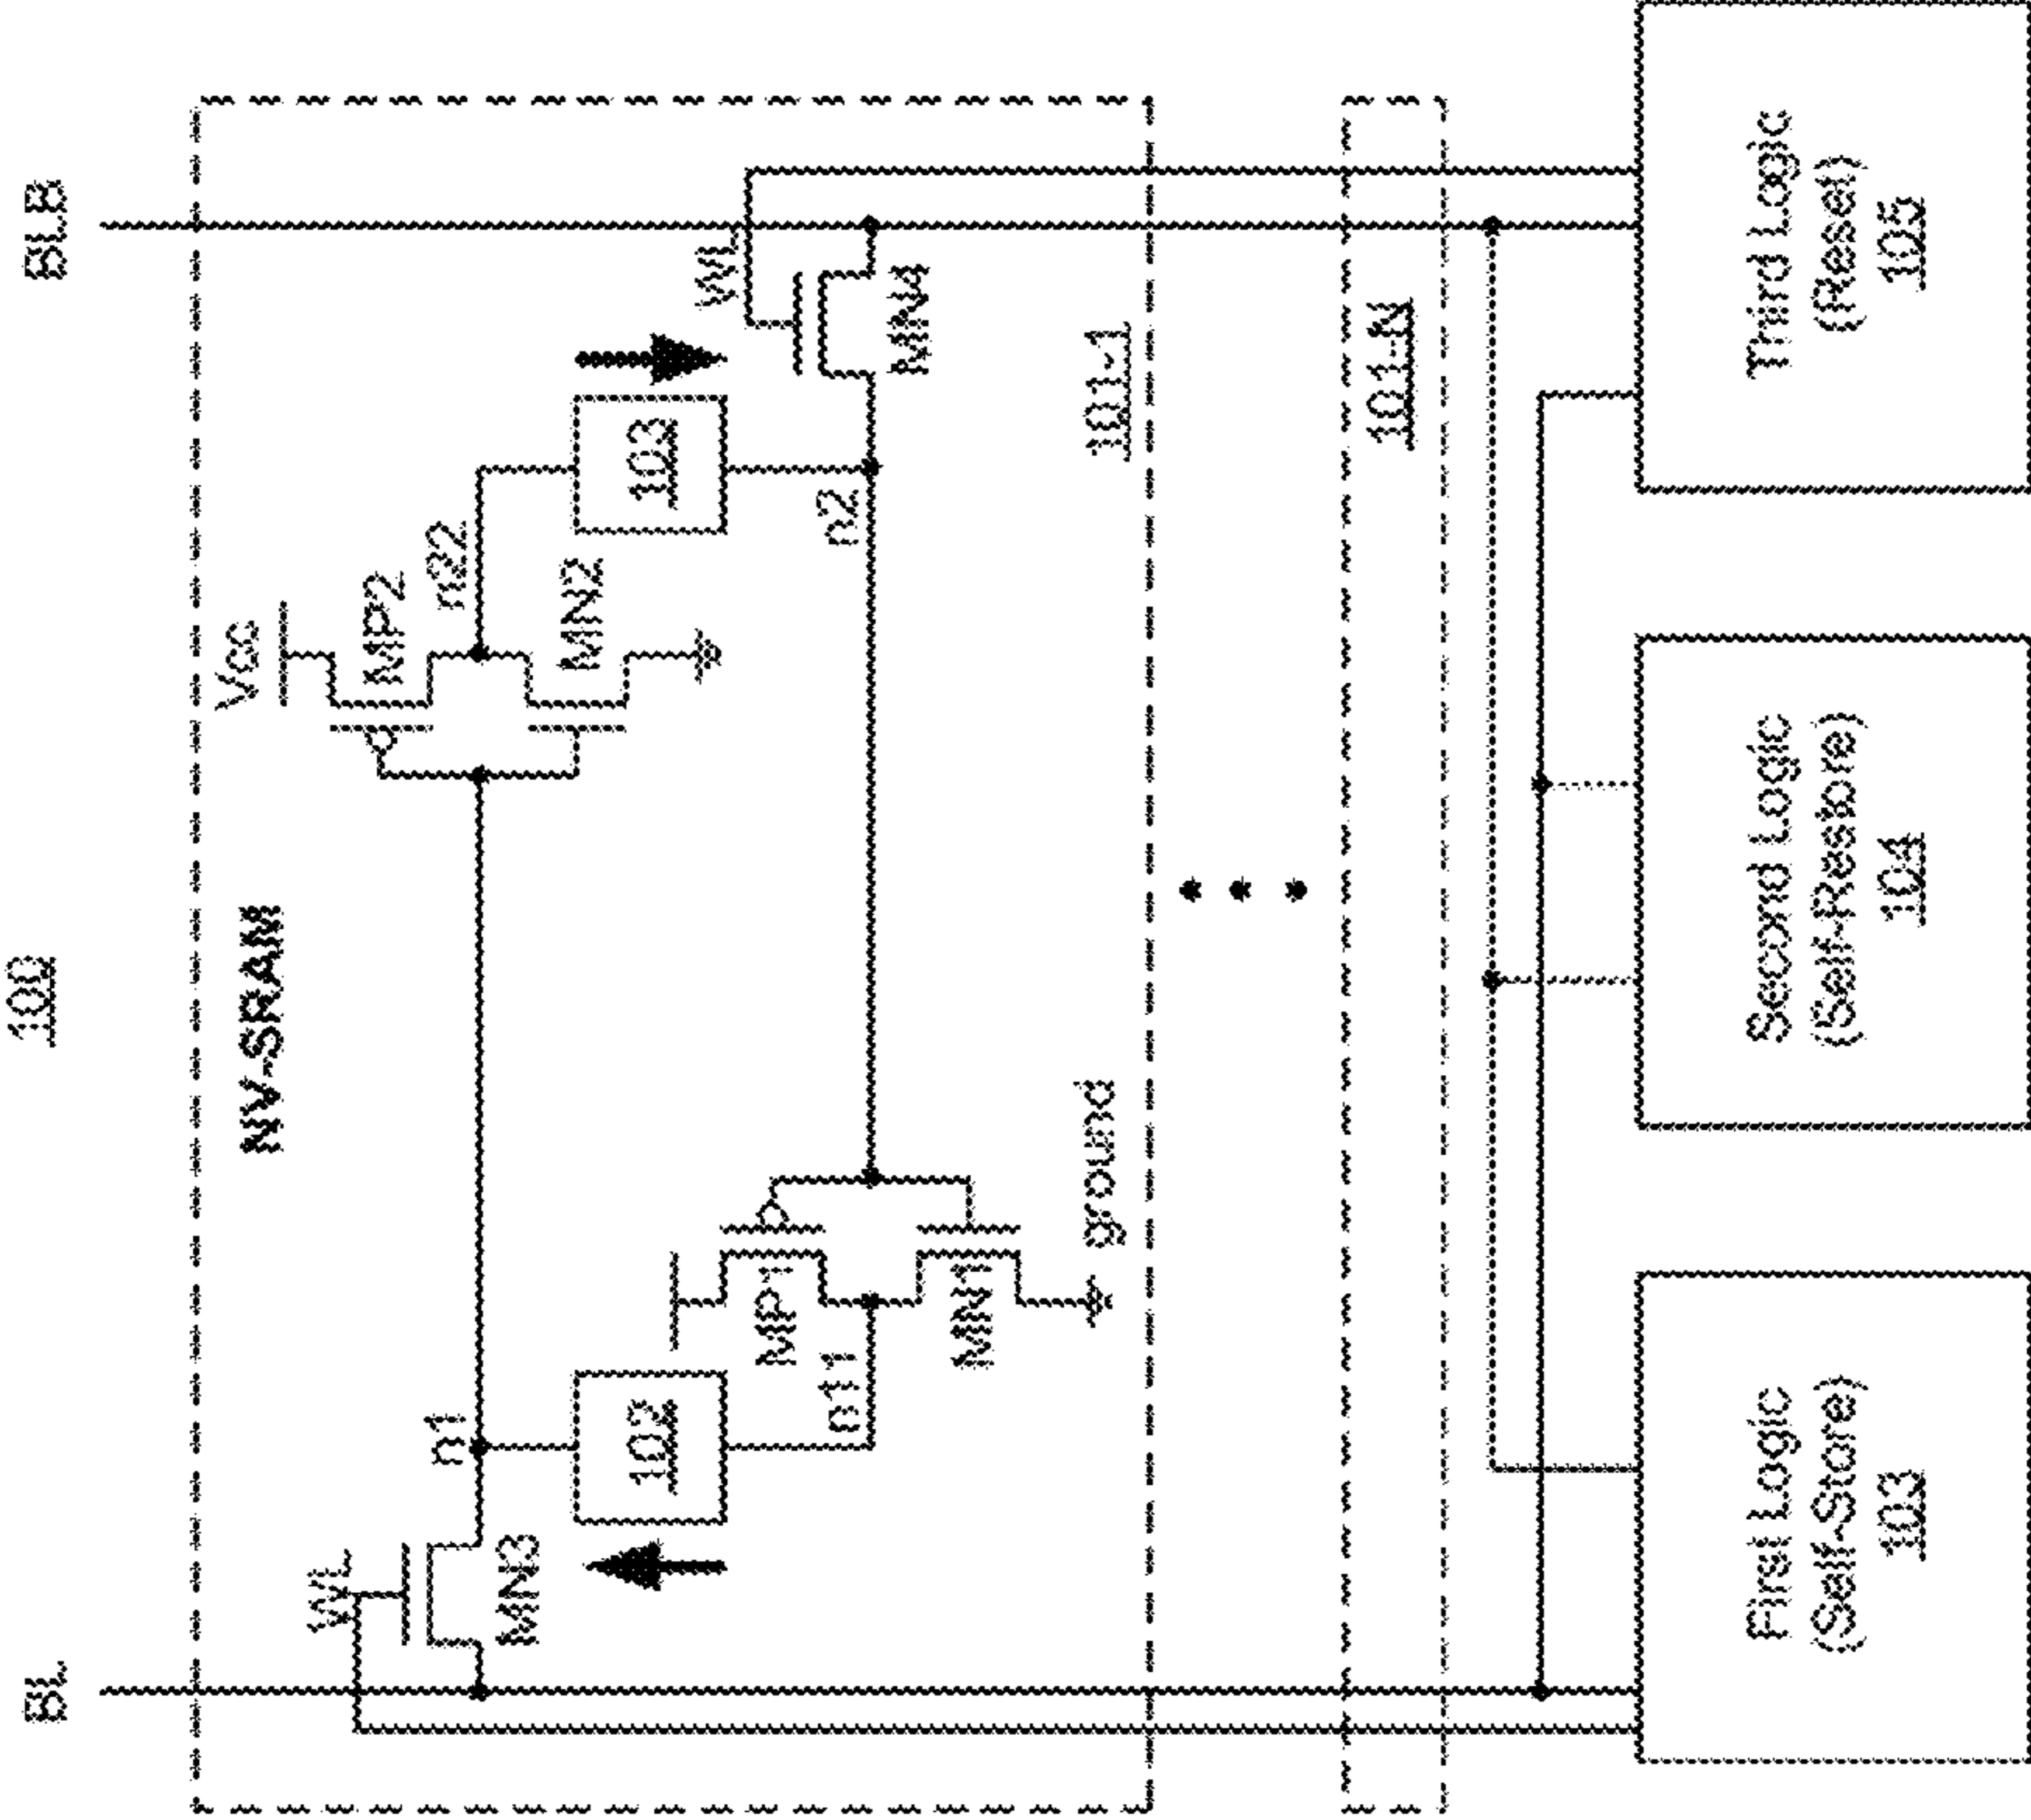 100
BL
BLB
NV-SRAM
Vcc
WL
MP2
n1
n22
MN3
MN2
102
103
WL
MP1
n11
n2
MN4
MN1
ground
101-1
101-N
First Logic
(Self-Store)
103
Second Logic
(Self-Restore)
104
Third Logic
(Reset)
105